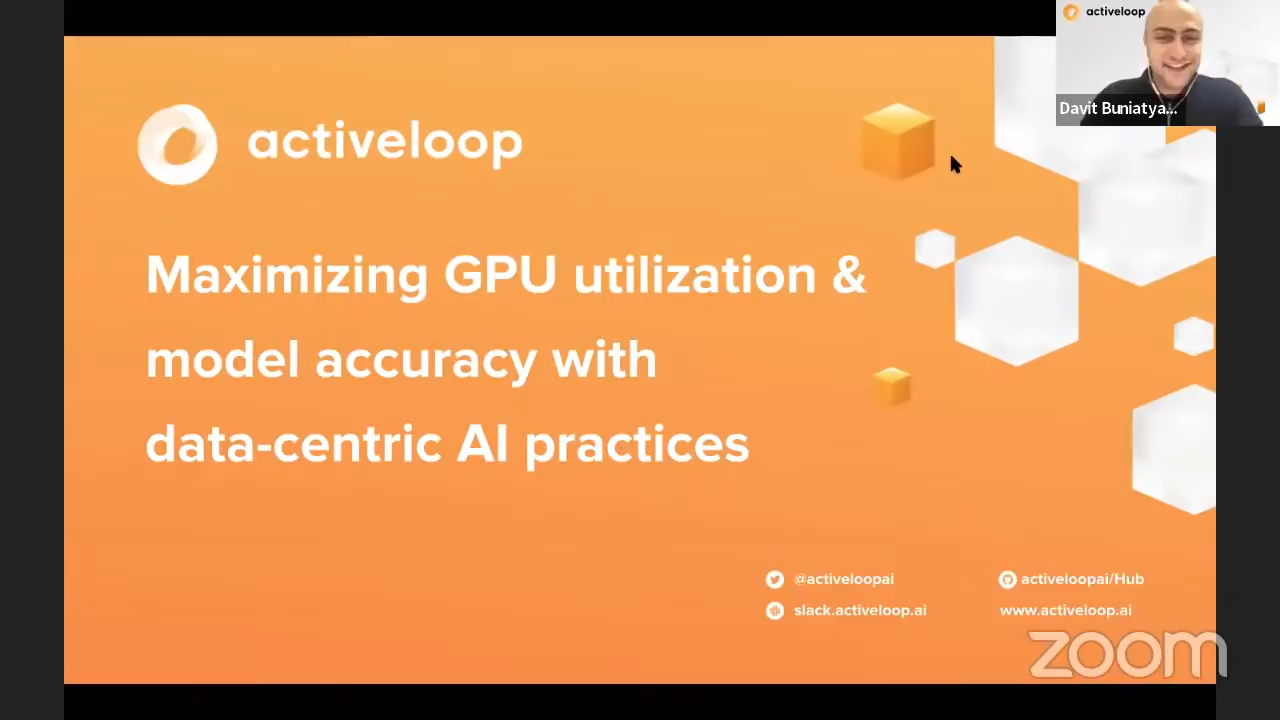 activeloop
Davit Buniatya...
activeloop
Maximizing GPU utilization &
model accuracy with
data-centric AI practices
@activeloopai
activeloopai/Hub
slack.activeloop.ai
www.activeloop.ai
zoom